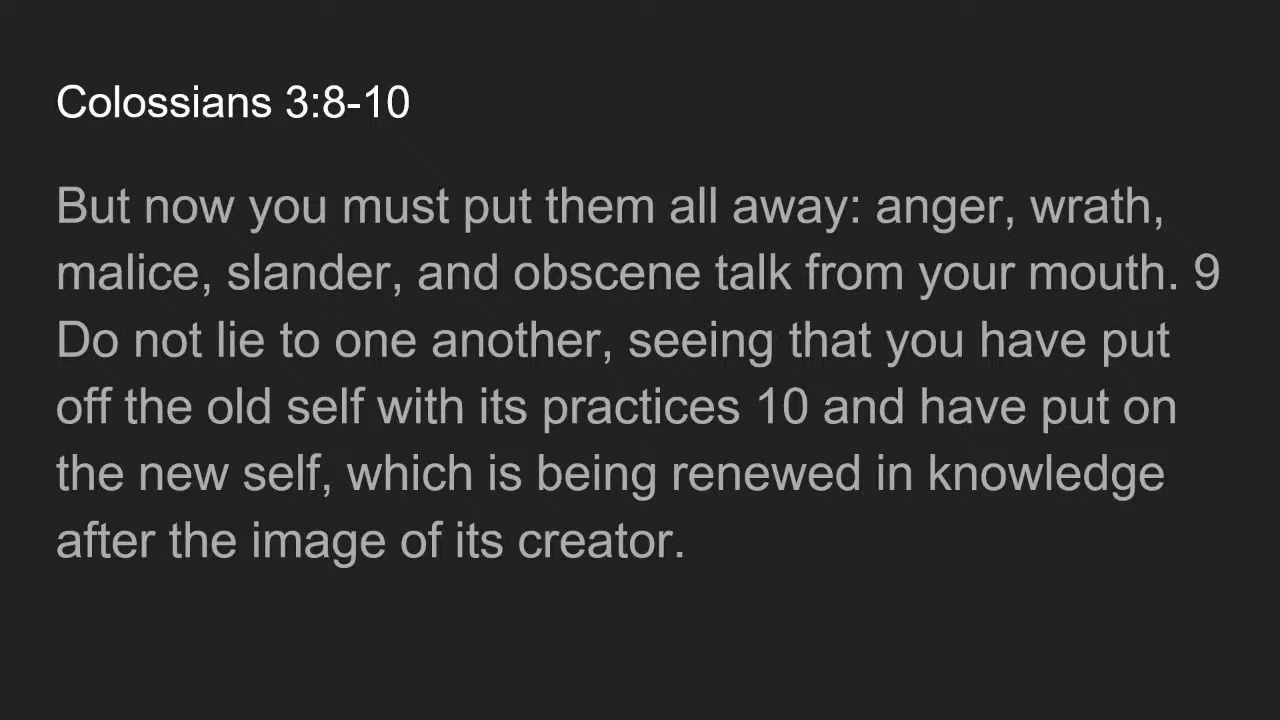 Colossians 3:8-10
But now you must put them all away: anger, wrath,
malice, slander, and obscene talk from your mouth. 9
Do not lie to one another, seeing that you have put
off the old self with its practices 10 and have put on
the new self, which is being renewed in knowledge
after the image of its creator.